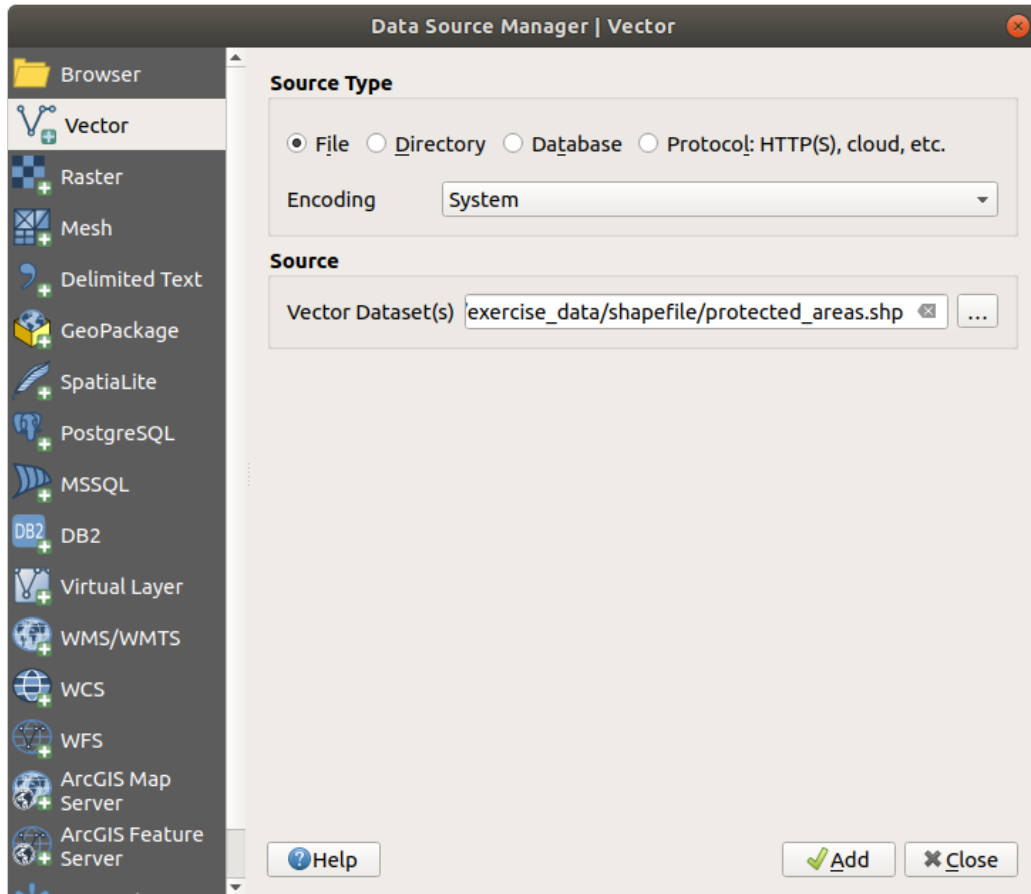 Data Source Manager | Vector
Browser
Vector
Raster
Mesh
Delimited Text
GeoPackage
SpatiaLite
PostgreSQL
MSSQL
DB2
DB2
Virtual Layer
WMS/WMTS
WCS
WFS
ArcGIS Map
Server
ArcGIS Feature
Server
Source Type
File Directory Database Protocol: HTTP(S), cloud, etc.
Encoding System
Source
Vector Dataset(s) /exercise_data/shapefile/protected_areas.shp ...
Help Add Close